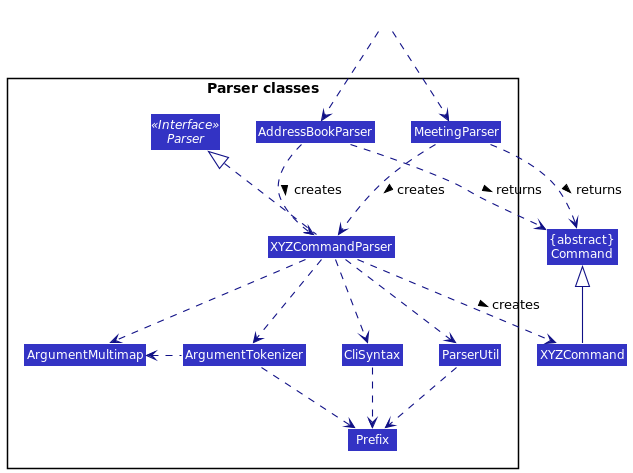 Parser classes
«Interface»
Parser
AddressBookParser
MeetingParser
creates
creates
returns
returns
{abstract}
Command
XYZCommandParser
creates
ArgumentMultimap
ArgumentTokenizer
CliSyntax
ParserUtil
XYZCommand
Prefix